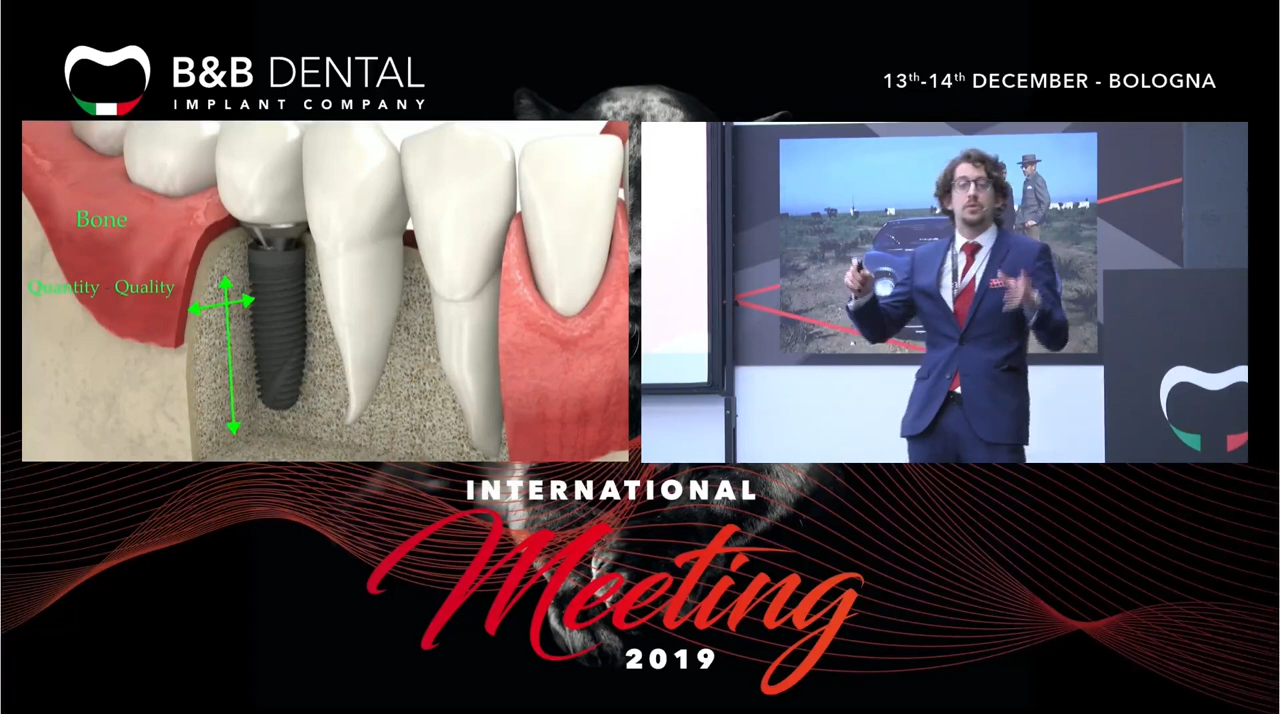 B&B DENTAL
IMPLANT COMPANY
13th-14th DECEMBER - BOLOGNA
Bone
Quantity - Quality
INTERNATIONAL
Meeting
2019